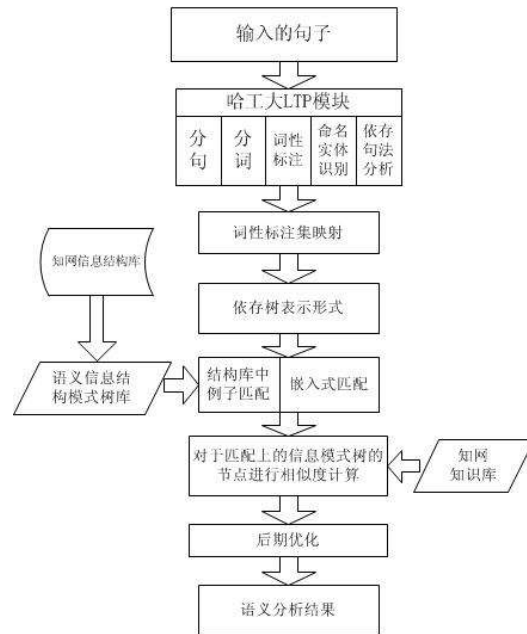 输入的句子
哈工大LTP模块
分
句
分
词
词性
标注
命名
实体
识别
依存
句法
分析
词性标注集映射
知网信息结构库
依存树表示形式
语义信息结
构模式树库
结构库中
例子匹配
嵌入式匹配
对于匹配上的信息模式树的
节点进行相似度计算
知网
知识库
后期优化
语义分析结果